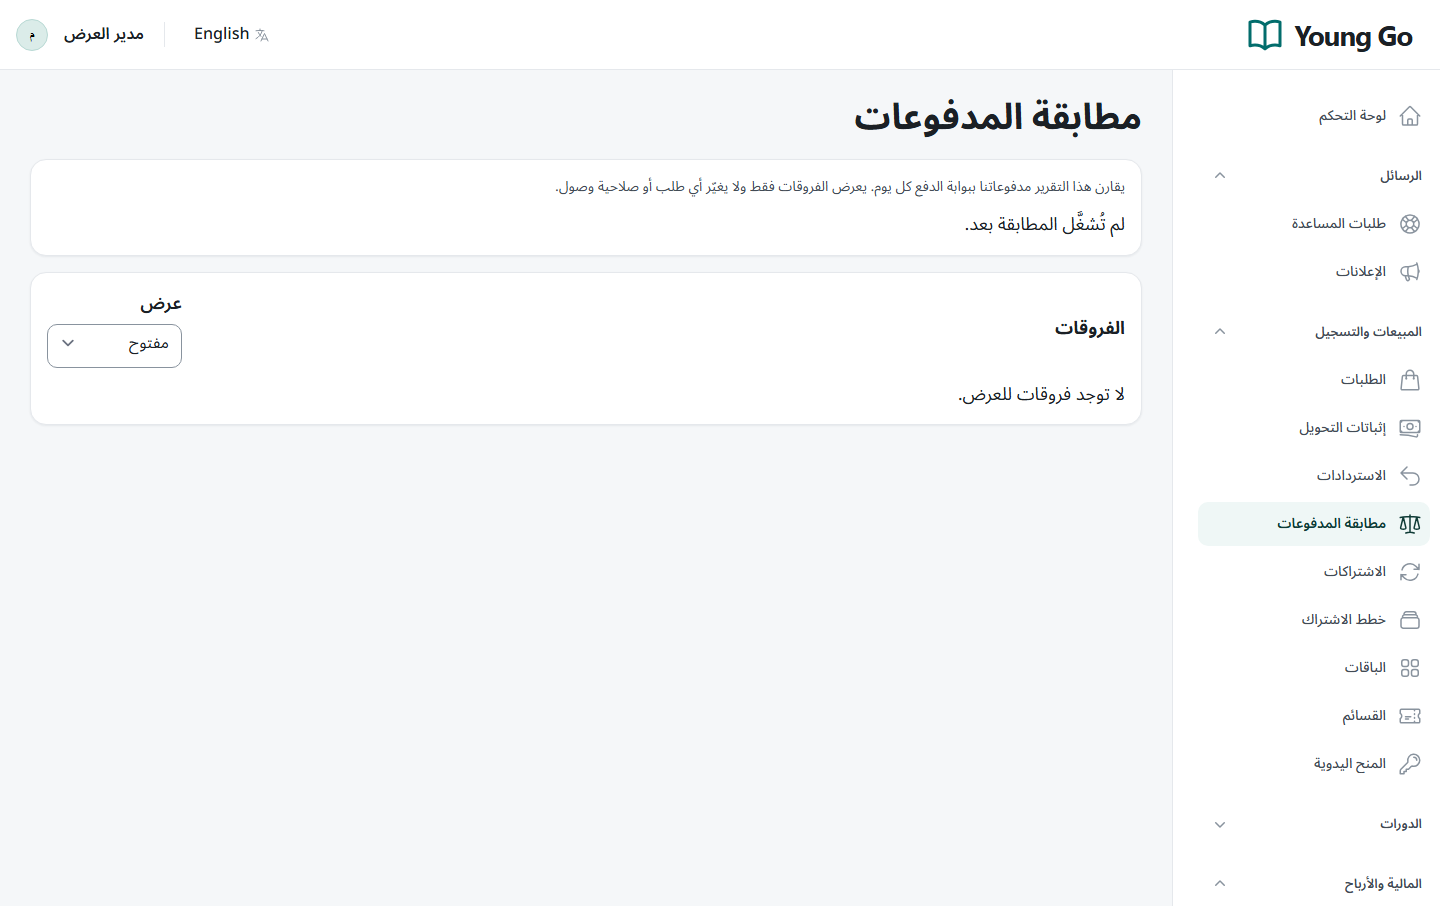 Young Go
English
مدير العرض
م
لوحة التحكم
الرسائل
طلبات المساعدة
الإعلانات
المبيعات والتسجيل
الطلبات
إثباتات التحويل
الاستردادات
مطابقة المدفوعات
الاشتراكات
خطط الاشتراك
الباقات
القسائم
المنح اليدوية
الدورات
المالية والأرباح
مطابقة المدفوعات
يقارن هذا التقرير مدفوعاتنا ببوابة الدفع كل يوم. يعرض الفروقات فقط ولا يغيّر أي طلب أو صلاحية وصول.
لم تُشغَّل المطابقة بعد.
الفروقات
عرض
مفتوح
لا توجد فروقات للعرض.